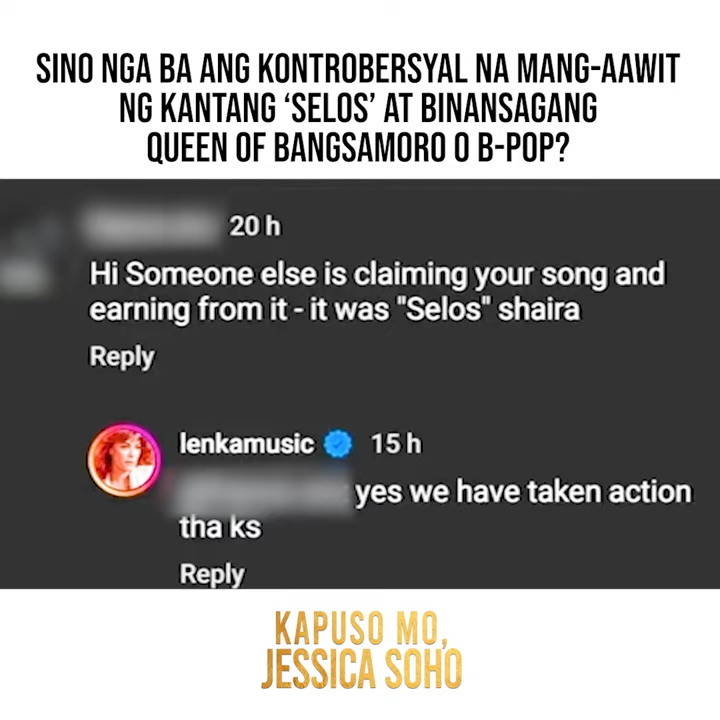 SINO NGA BA ANG KONTROBERSYAL NA MANG-AAWIT
NG KANTANG ‘SELOS’ AT BINANSAGANG
QUEEN OF BANGSAMORO O B-POP?
20 h
Hi Someone else is claiming your song and
earning from it - it was "Selos" shaira
Reply
lenkamusic 15 h
yes we have taken action
tha ks
Reply
KAPUSO MO,
JESSICA SOHO